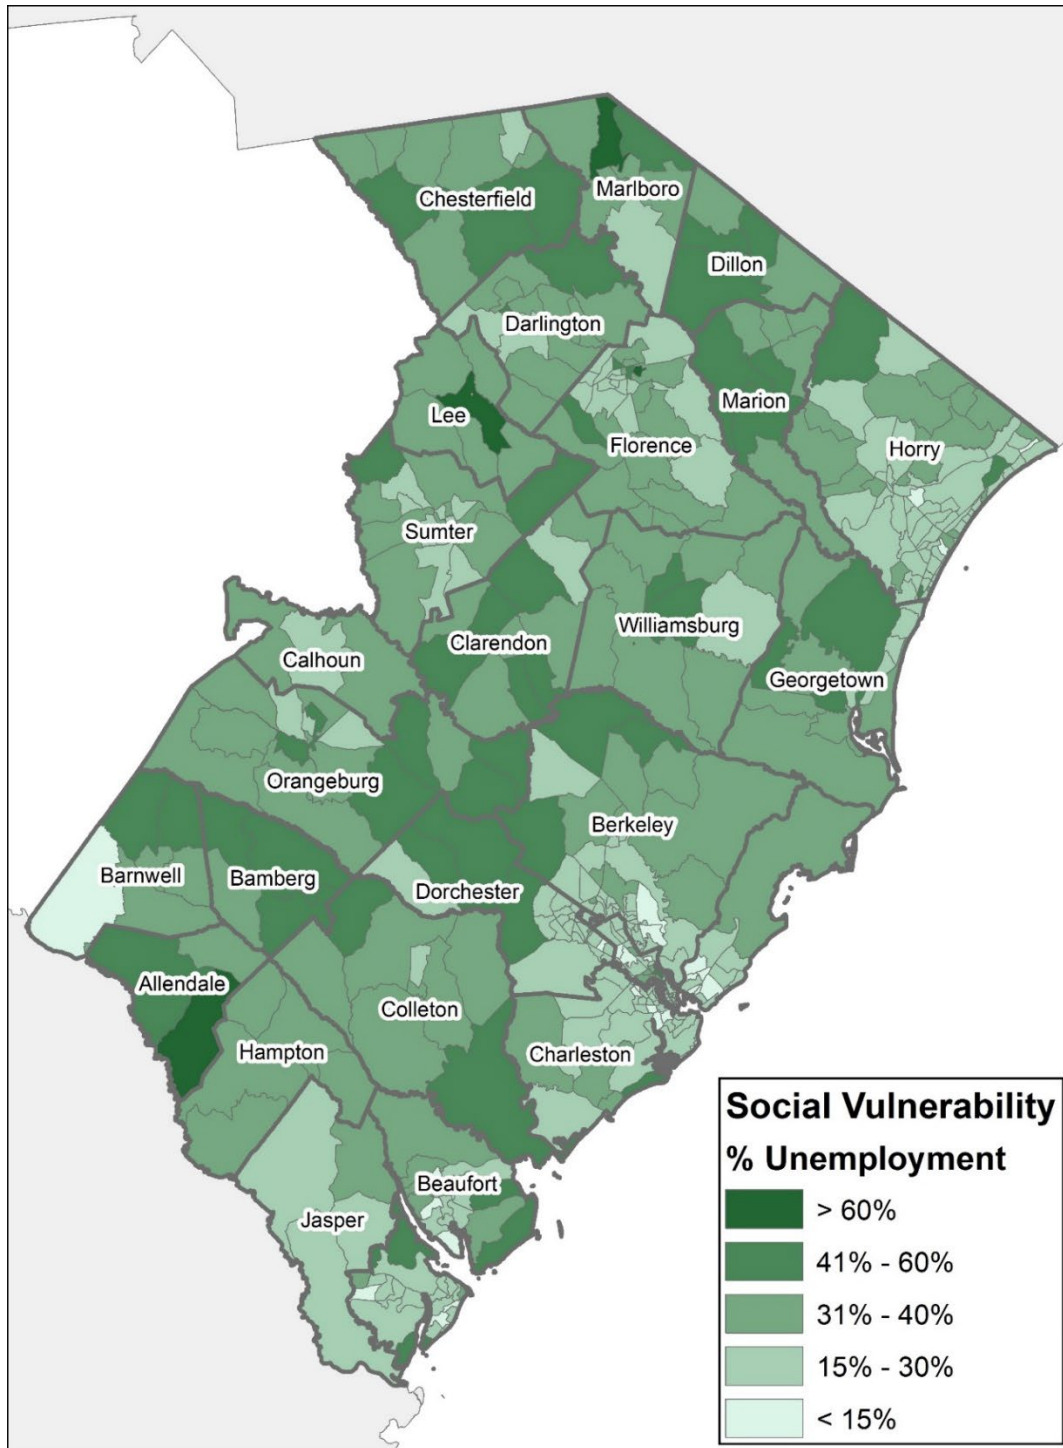 Chesterfield
Marlboro
Dillon
Darlington
Marion
Lee
Florence
Horry
Sumter
Williamsburg
Clarendon
Calhoun
Georgetown
Orangeburg
Berkeley
Barnwell
Bamberg
Dorchester
Allendale
Colleton
Hampton
Charleston
Beaufort
Jasper
Social Vulnerability
% Unemployment
> 60%
41% - 60%
31% - 40%
15% - 30%
< 15%